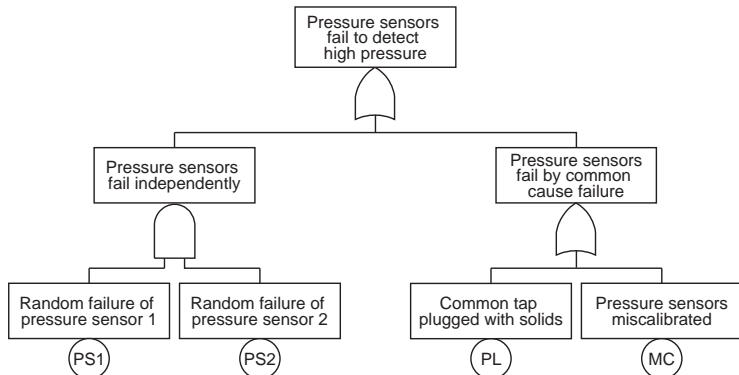 Pressure sensors
fail to detect
high pressure
Pressure sensors
fail independently
Pressure sensors
fail by common
cause failure
Random failure of
pressure sensor 1
Random failure of
pressure sensor 2
Common tap
plugged with solids
Pressure sensors
miscalibrated
PS1
PS2
PL
MC